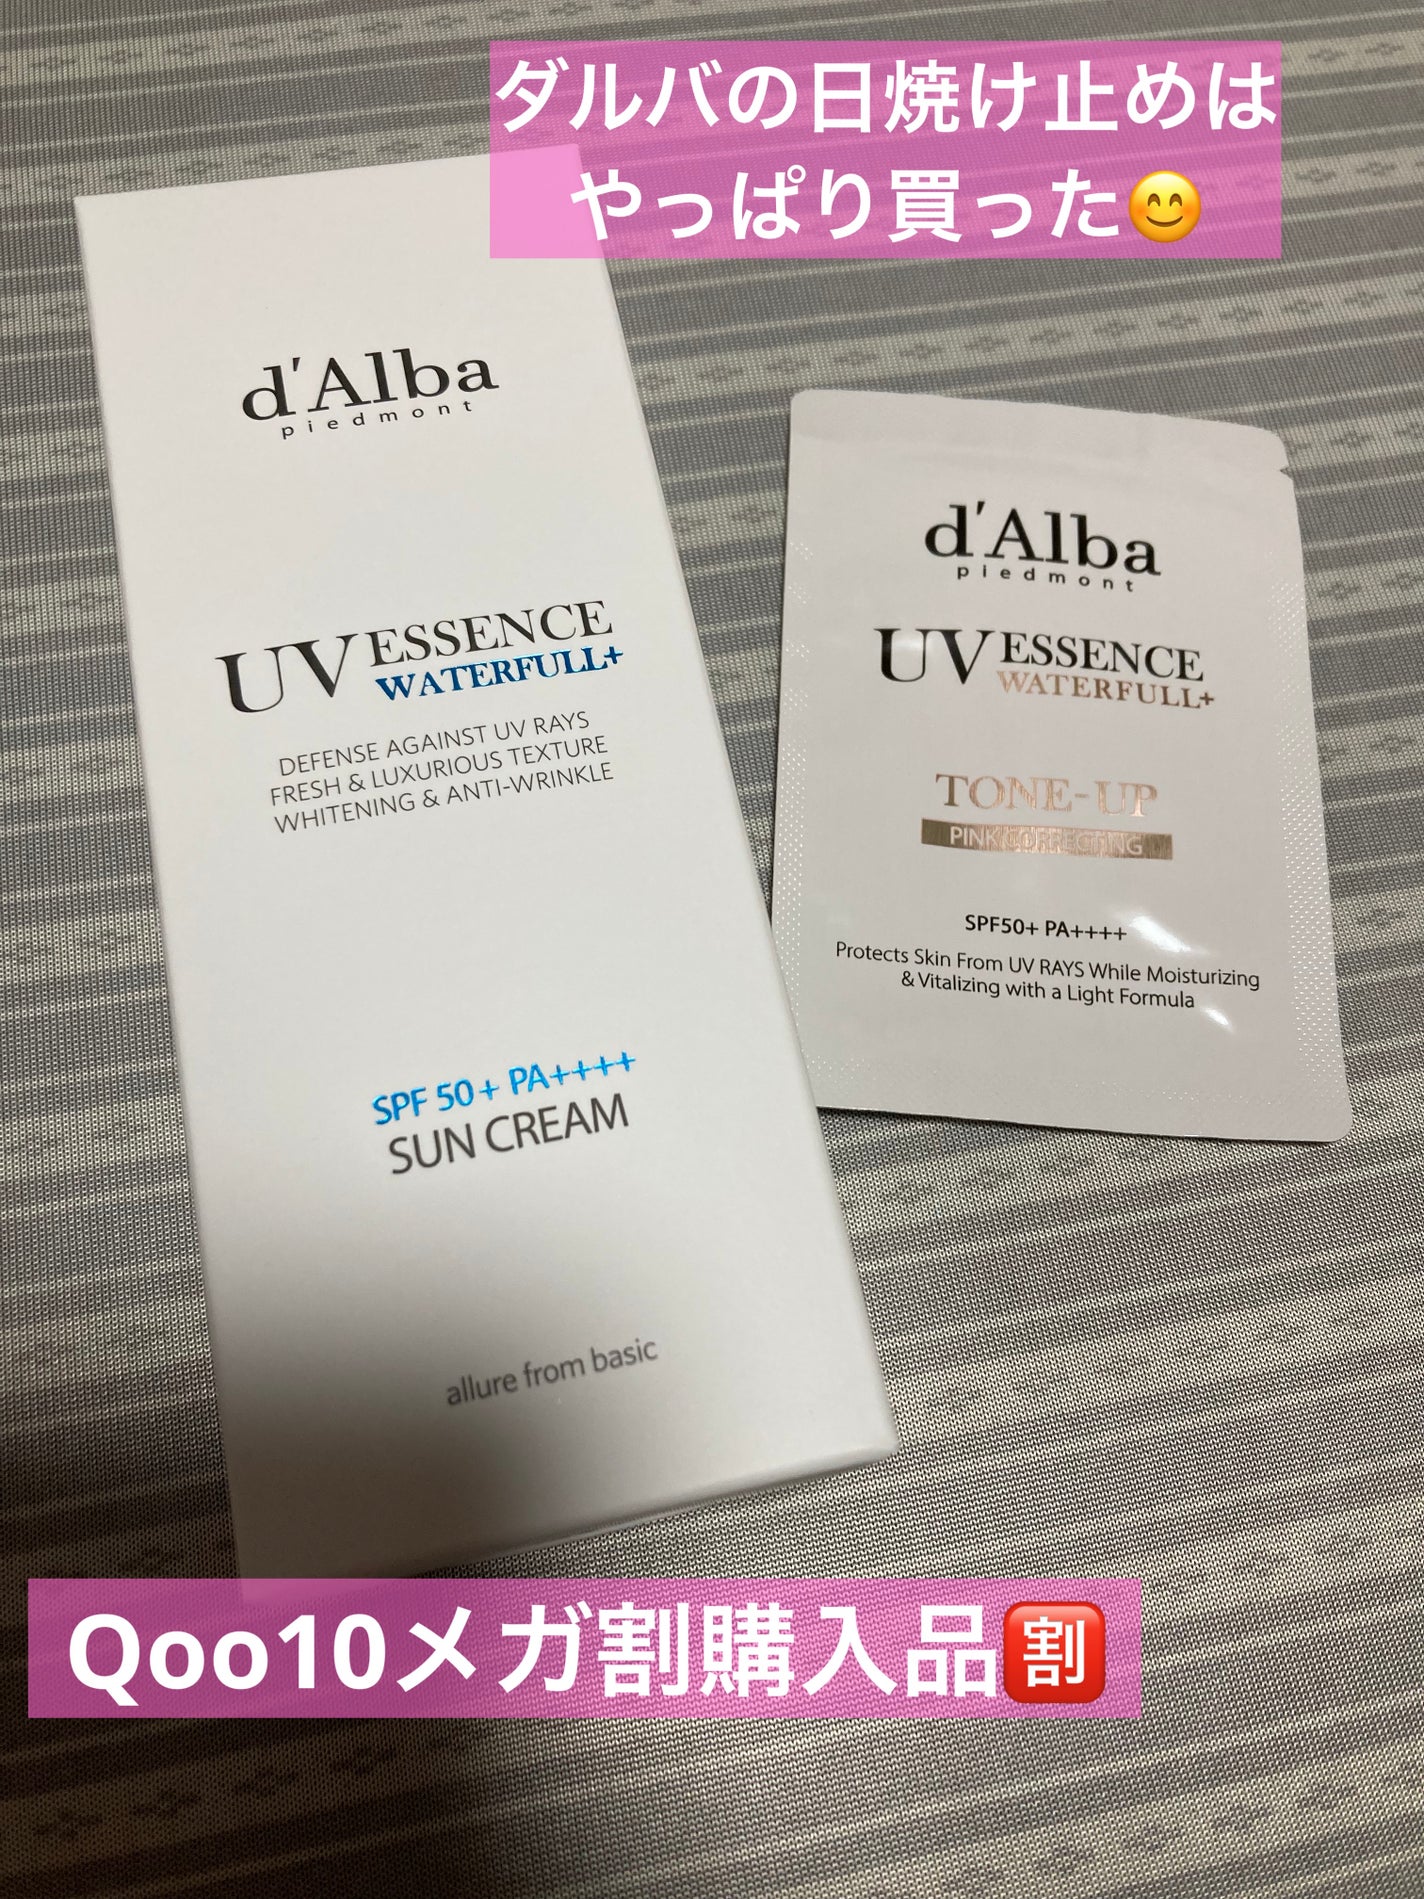 ダルバの日焼け止めは
やっぱり買った😊
d'Alba
piedmont
UV ESSENCE
WATERFULL+
DEFENSE AGAINST UV RAYS
FRESH & LUXURIOUS TEXTURE
WHITENING & ANTI-WRINKLE
SPF 50+ PA++++
SUN CREAM
allure from basic
d'Alba
piedmont
UV ESSENCE
WATERFULL+
TONE-UP
PINK CORRECTING
SPF50+ PA++++
Protects Skin From UV RAYS While Moisturizing
& Vitalizing with a Light Formula
Qoo10メガ割購入品🈹